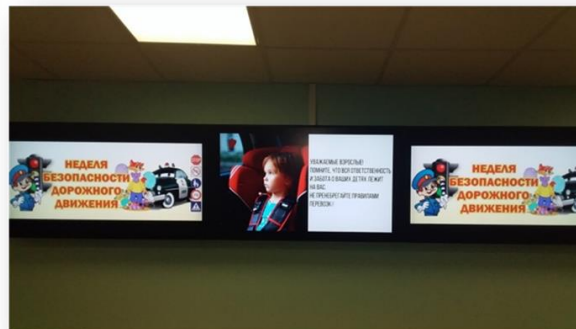 НЕДЕЛЯ
БЕЗОПАСНОСТИ
ДОРОЖНОГО
ДВИЖЕНИЯ
УВАЖАЕМЫЕ ВЗРОСЛЫЕ!
ПОМНИТЕ, ЧТО ВСЯ ОТВЕТСТВЕННОСТЬ
И ЗАБОТА О ВАШИХ ДЕТЯХ ЛЕЖИТ
НА ВАС.
НЕ ПРЕНЕБРЕГАЙТЕ ПРАВИЛАМИ
ПЕРЕВОЗКИ!
НЕДЕЛЯ
БЕЗОПАСНОСТИ
ДОРОЖНОГО
ДВИЖЕНИЯ